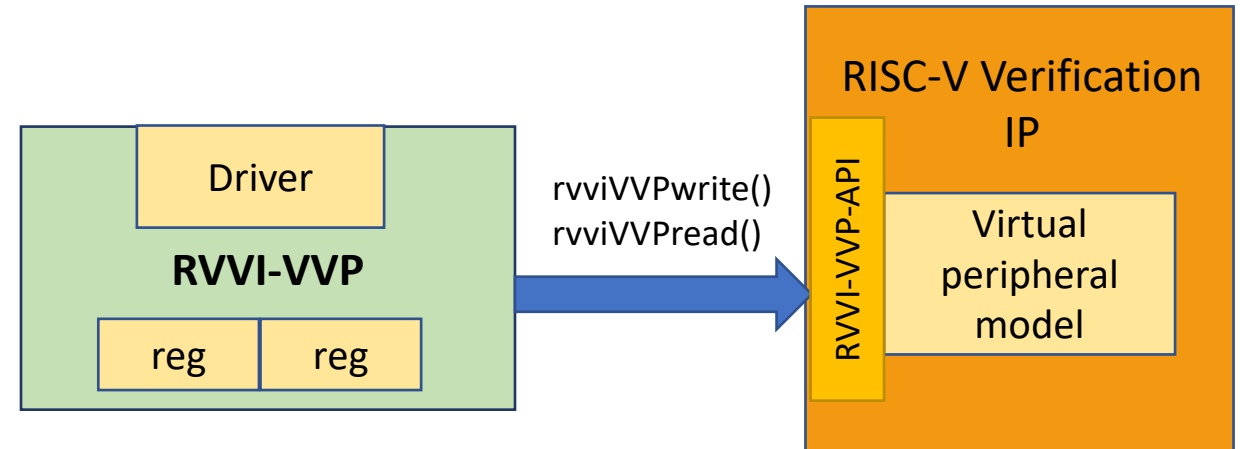 Driver
RVVI-VVP
reg
reg
rvviVVPwrite()
rvviVVPread()
RISC-V Verification
IP
RVVI-VVP-API
Virtual
peripheral
model